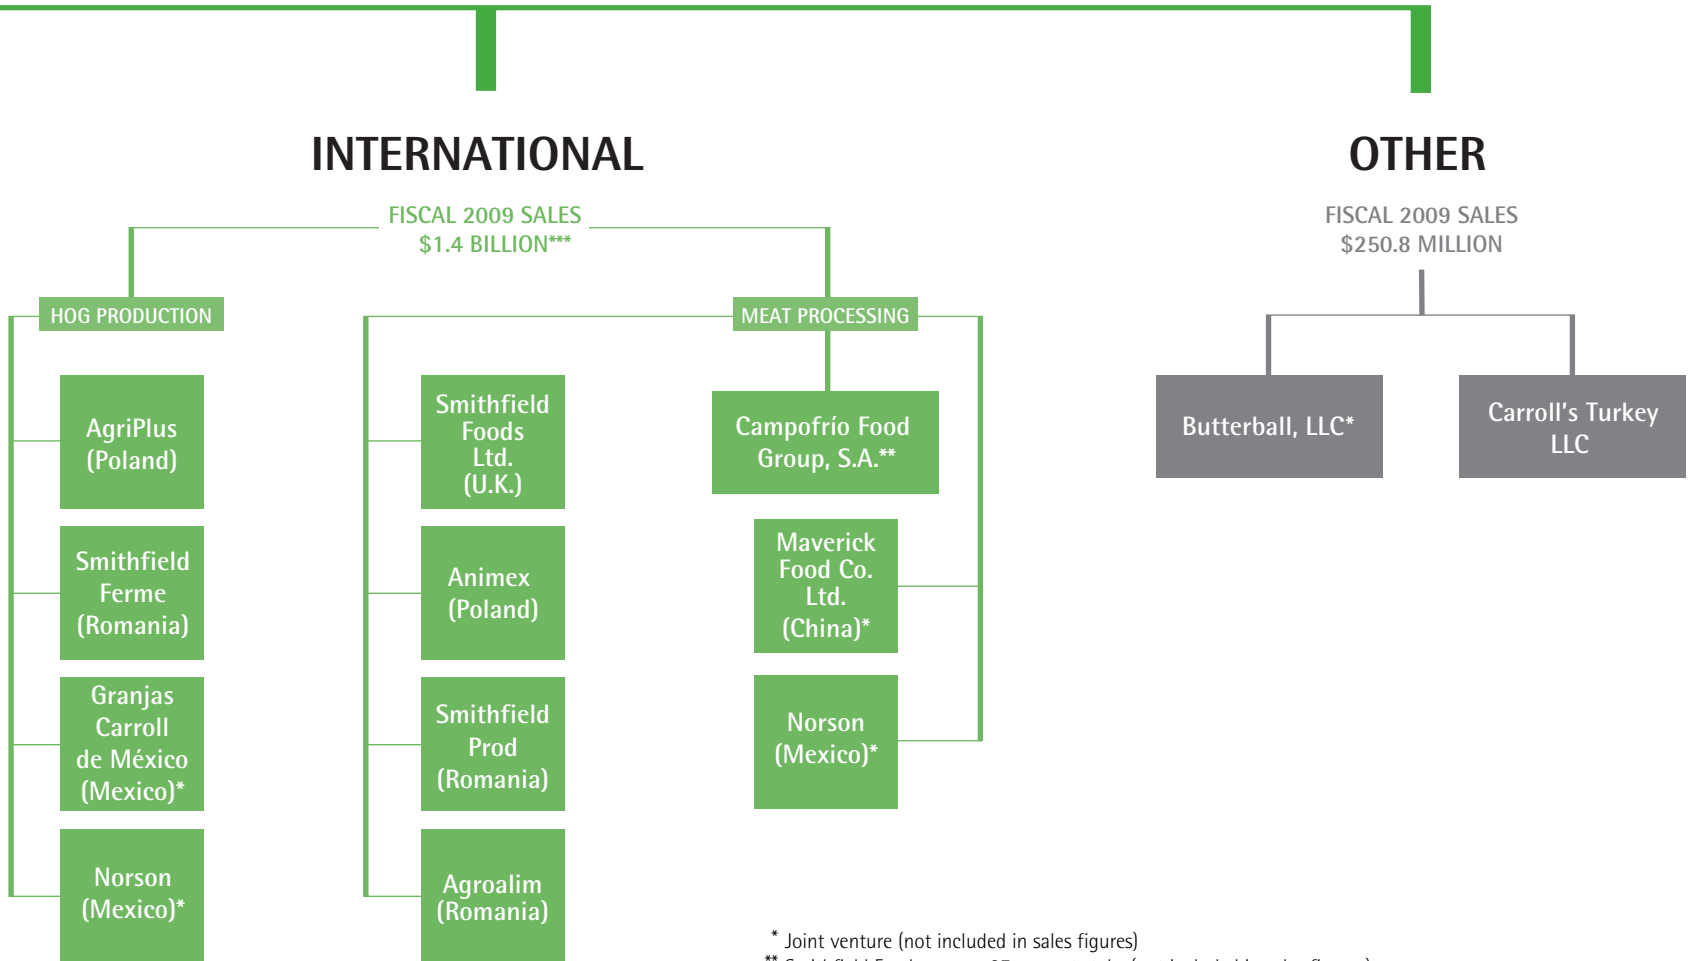 INTERNATIONAL
FISCAL 2009 SALES
$1.4 BILLION***
HOG PRODUCTION
AgriPlus
(Poland)
Smithfield
Ferme
(Romania)
Granjas
Carroll
de México
(Mexico)*
Norson
(Mexico)*
MEAT PROCESSING
Smithfield
Foods
Ltd.
(U.K.)
Animex
(Poland)
Smithfield
Prod
(Romania)
Agroalim
(Romania)
Campofrío Food
Group, S.A.**
Maverick
Food Co.
Ltd.
(China)*
Norson
(Mexico)*
OTHER
FISCAL 2009 SALES
$250.8 MILLION
Butterball, LLC*
Carroll's Turkey
LLC
* Joint venture (not included in sales figures)